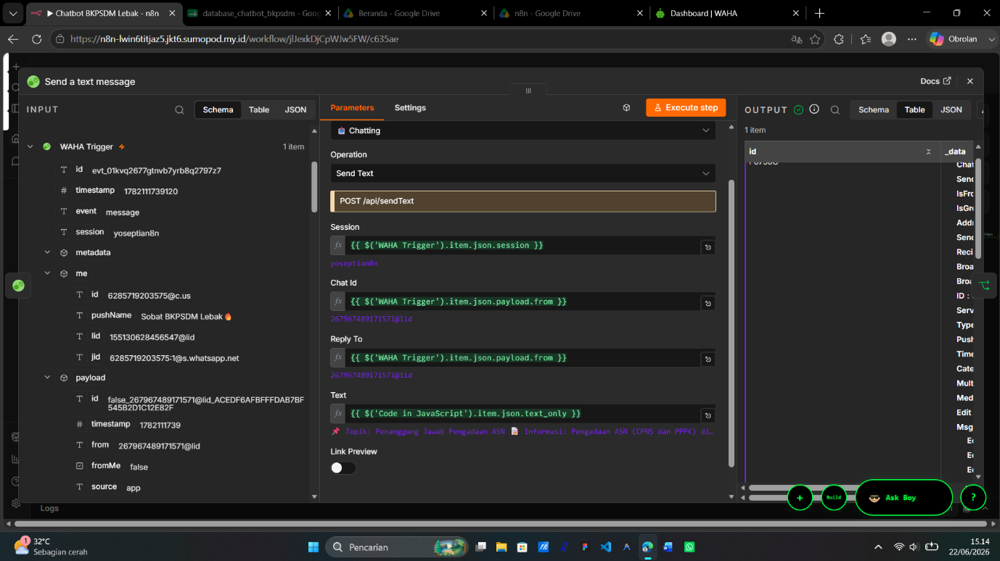 Chatbot BKPSDM Lebak - n8n
database_chatbot_bkpsdm - Goog
Beranda - Google Drive
n8n - Google Drive
Dashboard | WAHA
https://n8n-lwin6titjaz5.jkt6.sumopod.my.id/workflow/jlJexkDjCpWJw5FW/c635ae
Obrolan
Send a text message
Docs
INPUT
Schema
Table
JSON
Parameters
Settings
Execute step
OUTPUT
Schema
Table
JSON
1 item
WAHA Trigger
1 item
id evt_01kvq2677gtnvb7yrb8q2797z7
timestamp 1782111739120
event message
session yoseptian8n
metadata
me
id 6285719203575@c.us
pushName Sobat BKPSDM Lebak🔥
lid 155130628456547@lid
jid 6285719203575:1@s.whatsapp.net
payload
id false_267967489171571@lid_ACEDF6AFBFFFDAB7BF
545B2D1C12E82F
timestamp 1782111739
from 267967489171571@lid
fromMe false
source app
Chatting
Operation
Send Text
POST /api/sendText
Session
fx {{ $('WAHA Trigger').item.json.session }}
yoseptian8n
Chat Id
fx {{ $('WAHA Trigger').item.json.payload.from }}
267967489171571@lid
Reply To
fx {{ $('WAHA Trigger').item.json.payload.from }}
267967489171571@lid
Text
fx {{ $('Code in JavaScript').item.json.text_only }}
📌 Topik: Penanggung Jawab Pengadaan ASN 📝 Informasi: Pengadaan ASN (CPNS dan PPPK) di…
Link Preview
id
_data
Chat
Send
IsFro
IsGro
Addr
Send
Reci
Broa
Broa
ID :
Serv
Type
Push
Time
Cate
Mult
Med
Edit
Msg
Ec
Ec
Ec
+
Build
Ask Boy
?
Logs
1
32°C
Sebagian cerah
Pencarian
15.14
22/06/2026